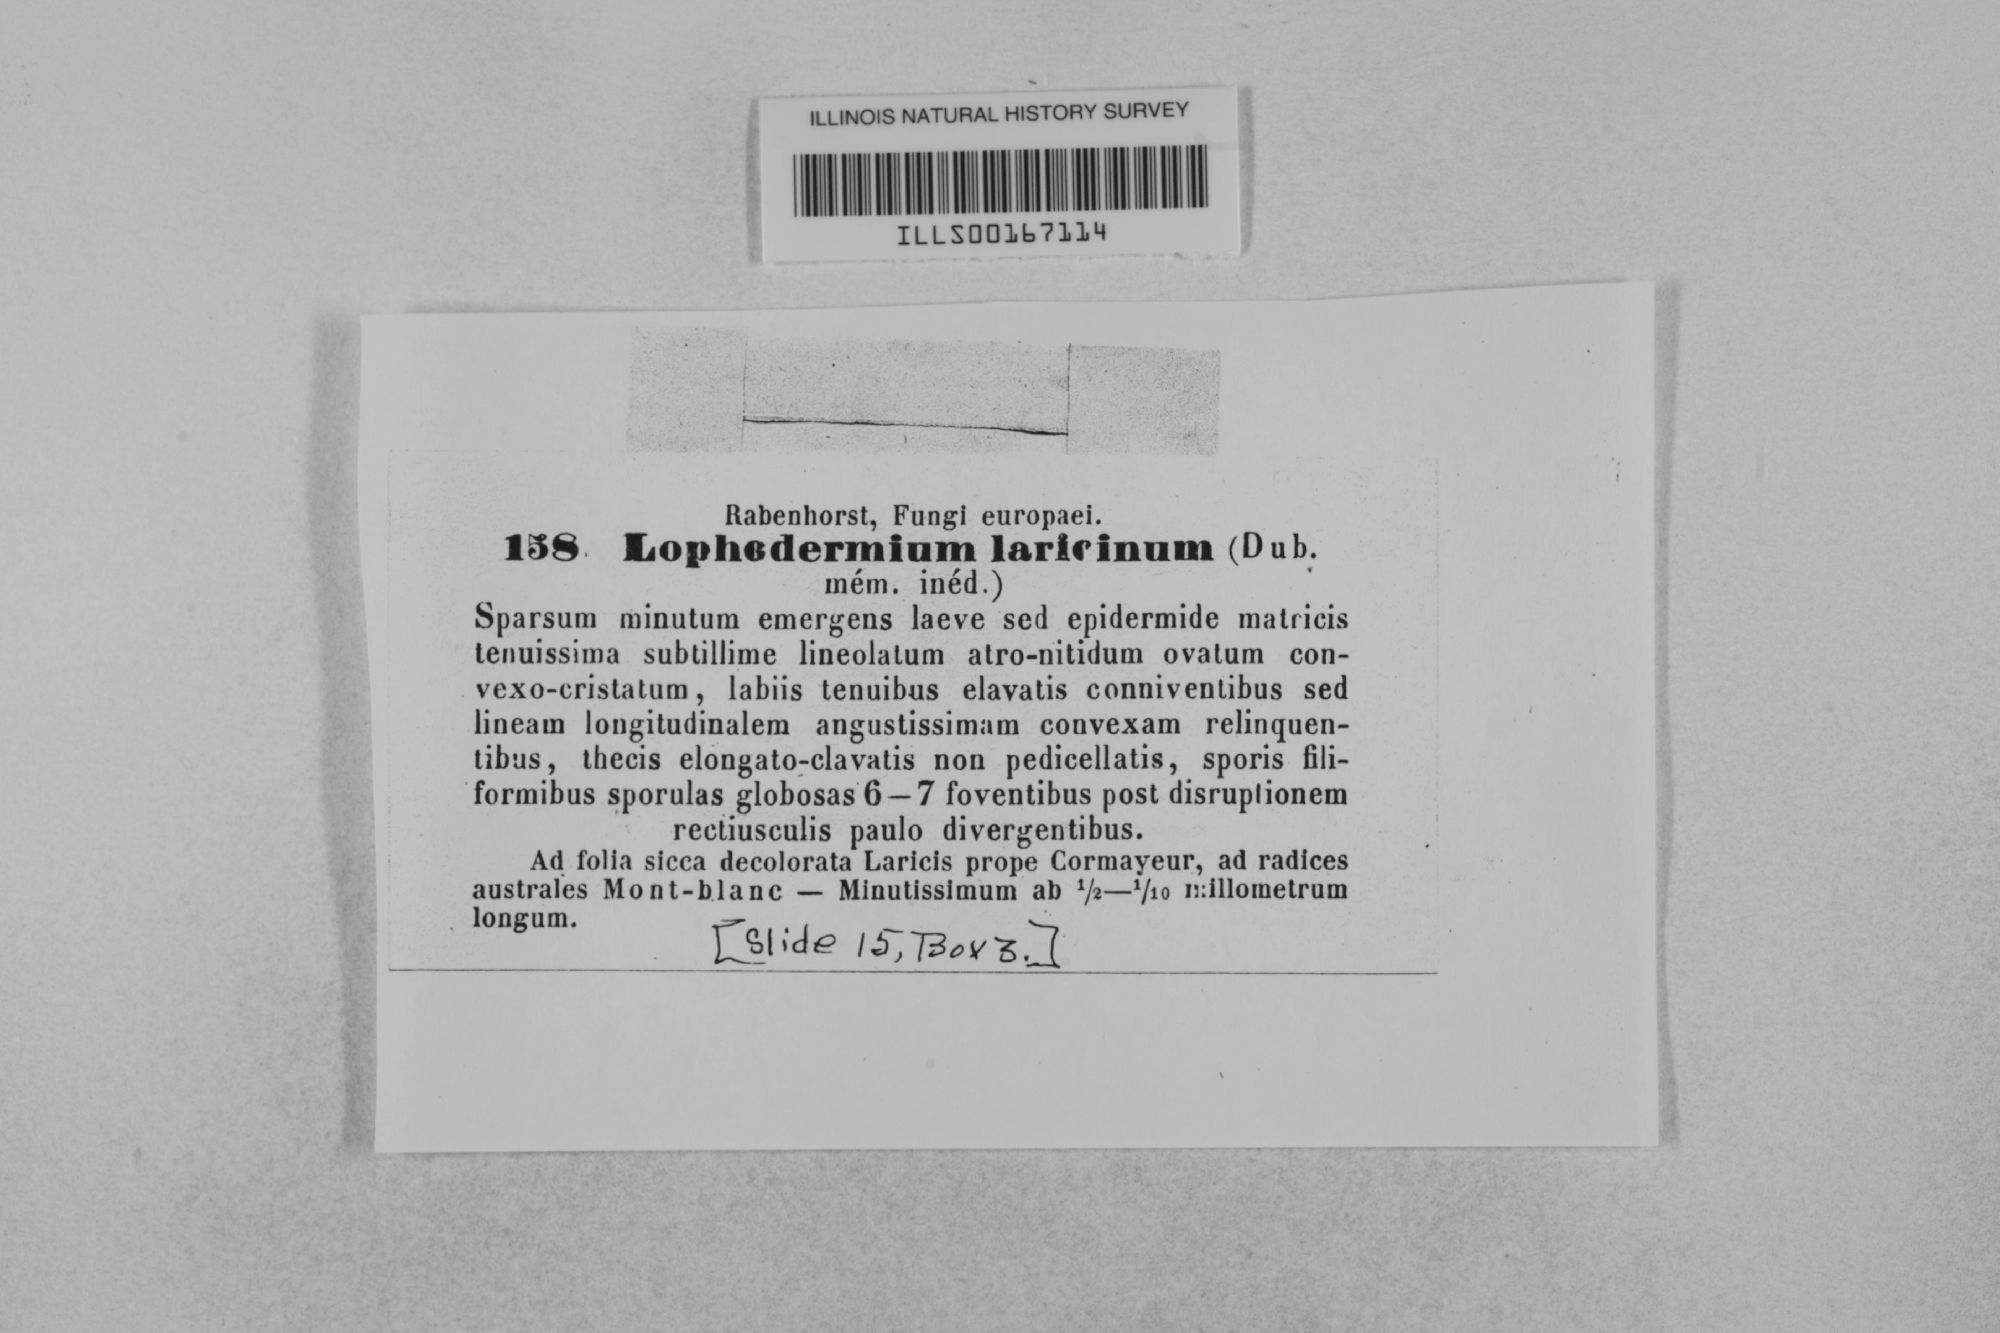 ILLINOIS NATURAL HISTORY SURVEY
ILLS00167114
Rabenhorst, Fungi europaei.
158. Lophodermium laricinum (Dub.
mém. inéd.)
Sparsum minutum emergens laeve sed epidermide matricis
tenuissima subtillime lineolatum atro-nitidum ovatum con-
vexo-cristatum, labiis tenuibus elavatis conniventibus sed
lineam longitudinalem angustissimam convexam relinquen-
tibus, thecis elongato-clavatis non pedicellatis, sporis fili-
formibus sporulas globosas 6—7 foventibus post disruptionem
rectiusculis paulo divergentibus.
Ad folia sicca decolorata Laricis prope Cormayeur, ad radices
australes Mont-blanc — Minutissimum ab 1/2—1/10 millometrum
longum.
[Slide 15, Box 3.]